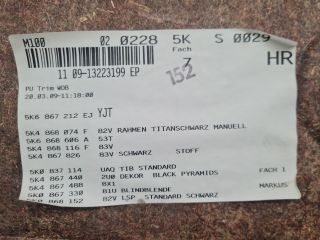 M100 02 0228 5K S 0029
Fach
7 HR
11 09-13223199 EP
152
PU Trim WOB
20.03.09-11:18:00
5K6 867 212 EJ YJT
5K4 868 074 F 82V RAHMEN TITANSCHWARZ MANUELL
5K6 868 606 A 53T
5K4 868 116 F 83V
5K4 867 826 83V SCHWARZ STOFF
5K0 837 114 UAQ TIB STANDARD FACH 1
5K4 867 440 2U0 DEKOR BLACK PYRAMIDS
5K4 867 488 BX1 MARKUS
5K0 867 330 B1U BLINDBLENDE
5K0 868 152 82V LSP STANDARD SCHWARZ